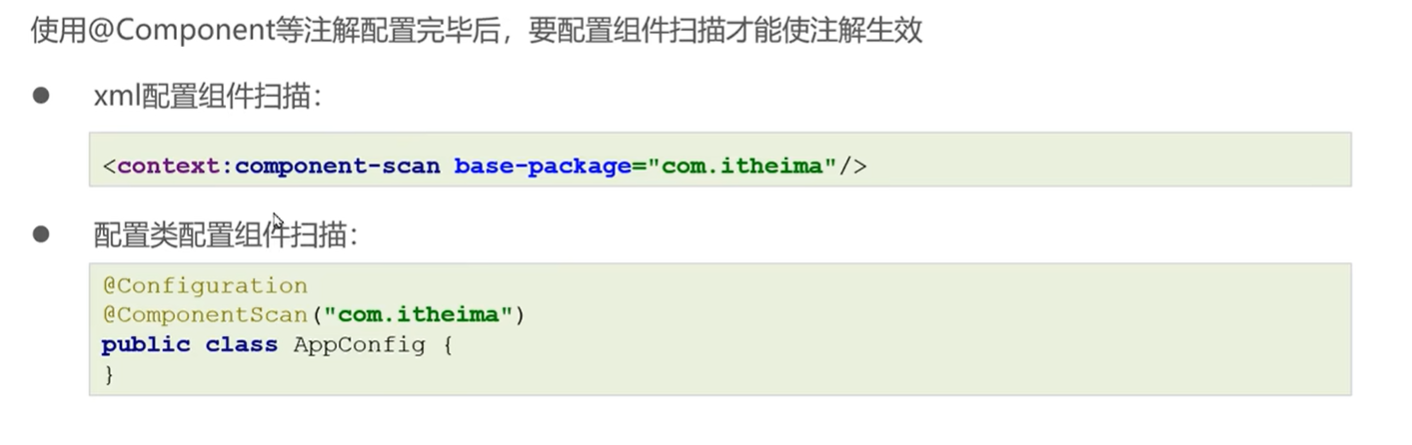 使用@Component等注解配置完毕后，要配置组件扫描才能使注解生效
xml配置组件扫描：
<context:component-scan base-package="com.itheima"/>
配置类配置组件扫描：
@Configuration
@ComponentScan("com.itheima")
public class AppConfig {
}